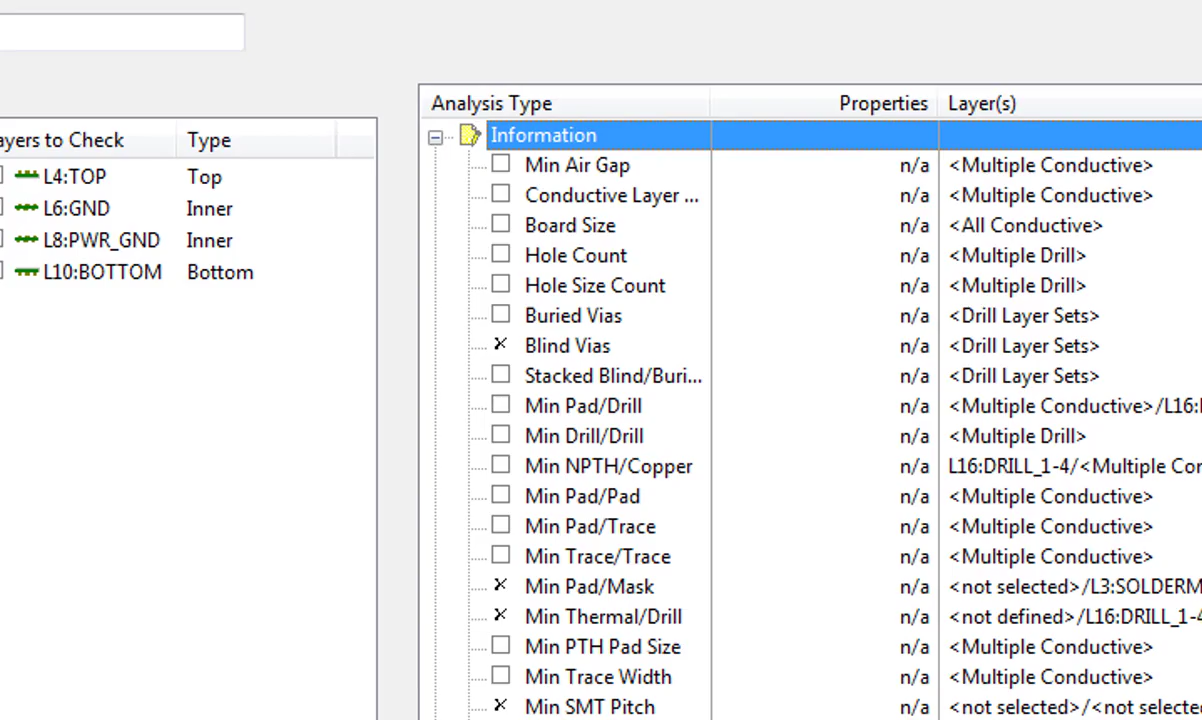 ayers to Check Type
L4:TOP Top
L6:GND Inner
L8:PWR_GND Inner
L10:BOTTOM Bottom
Analysis Type Properties Layer(s)
Information
Min Air Gap n/a <Multiple Conductive>
Conductive Layer ... n/a <Multiple Conductive>
Board Size n/a <All Conductive>
Hole Count n/a <Multiple Drill>
Hole Size Count n/a <Multiple Drill>
Buried Vias n/a <Drill Layer Sets>
Blind Vias n/a <Drill Layer Sets>
Stacked Blind/Buri... n/a <Drill Layer Sets>
Min Pad/Drill n/a <Multiple Conductive>/L16:
Min Drill/Drill n/a <Multiple Drill>
Min NPTH/Copper n/a L16:DRILL_1-4/<Multiple Cor
Min Pad/Pad n/a <Multiple Conductive>
Min Pad/Trace n/a <Multiple Conductive>
Min Trace/Trace n/a <Multiple Conductive>
Min Pad/Mask n/a <not selected>/L3:SOLDERM
Min Thermal/Drill n/a <not defined>/L16:DRILL_1-4
Min PTH Pad Size n/a <Multiple Conductive>
Min Trace Width n/a <Multiple Conductive>
Min SMT Pitch n/a <not selected>/<not selecte